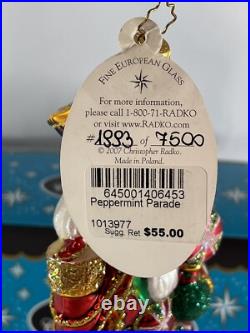 FINE EUROPEAN GLASS
For more information,
please call 1-800-71-RADKO
or visit www.RADKO.com
#1883 of 7500
© 2007 Christopher Radko.
Made in Poland.
645001406453
Peppermint Parade
1013977
Sugg. Ret $55.00